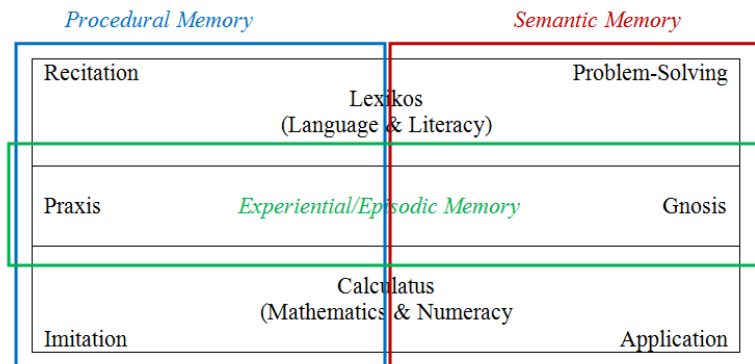 Procedural Memory
Semantic Memory
Recitation
Problem-Solving
Lexikos
(Language & Literacy)
Praxis
Experiential/Episodic Memory
Gnosis
Calculatus
(Mathematics & Numeracy
Imitation
Application